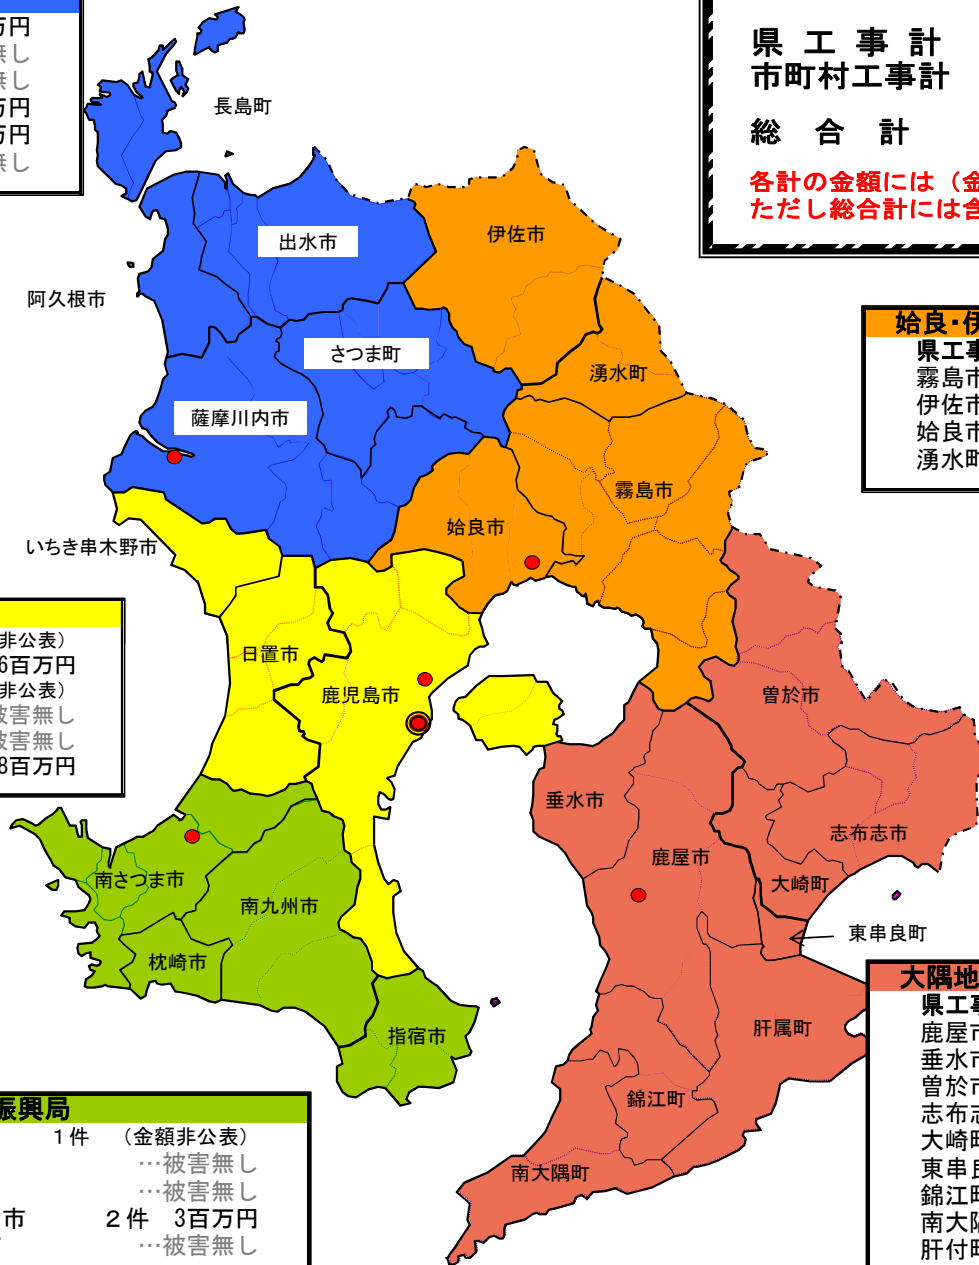 万円
無し
無し
万円
万円
無し
県工事計
市町村工事計
総合計
各計の金額には（金
ただし総合計には含
長島町
出水市
伊佐市
阿久根市
さつま町
湧水町
薩摩川内市
霧島市
姶良市
いちき串木野市
姶良・伊
県工事
霧島市
伊佐市
姶良市
湧水町
非公表）
6百万円
非公表）
被害無し
被害無し
8百万円
日置市
鹿児島市
曽於市
垂水市
志布志市
鹿屋市
大崎町
東串良町
南さつま市
南九州市
枕崎市
指宿市
肝属町
錦江町
南大隅町
大隅地
県工事
鹿屋市
垂水市
曽於市
志布志
大崎町
東串良
錦江町
南大隅
肝付町
振興局
1件 （金額非公表）
…被害無し
…被害無し
市 2件 3百万円
…被害無し